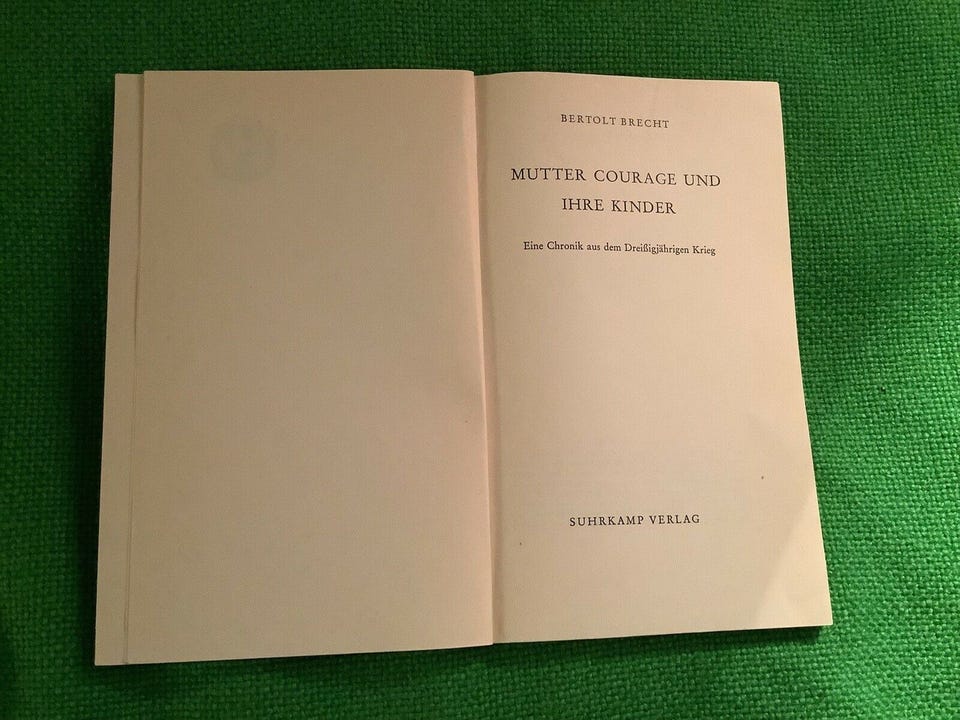 BERTOLT BRECHT
MUTTER COURAGE UND
IHRE KINDER
Eine Chronik aus dem Dreißigjährigen Krieg
SUHRKAMP VERLAG